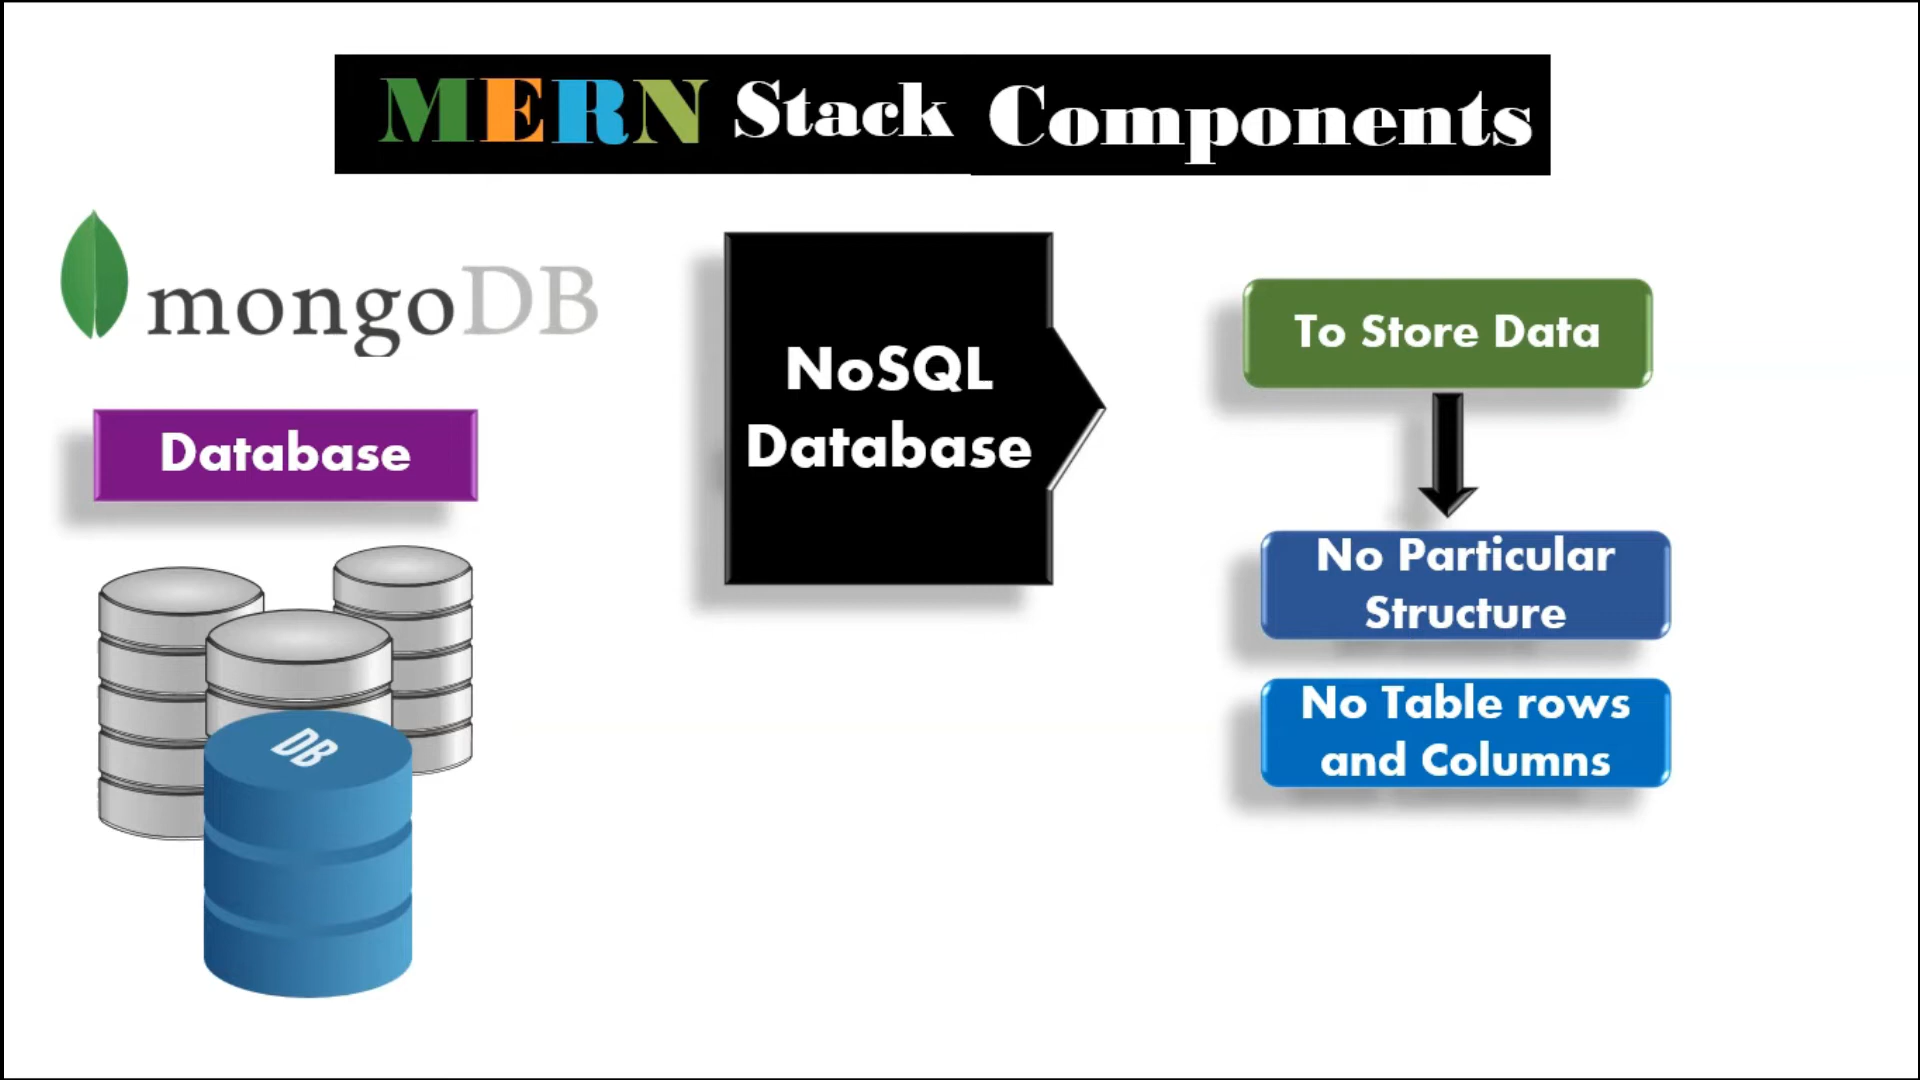 MERN Stack Components
mongoDB
Database
DB
NoSQL
Database
To Store Data
No Particular
Structure
No Table rows
and Columns